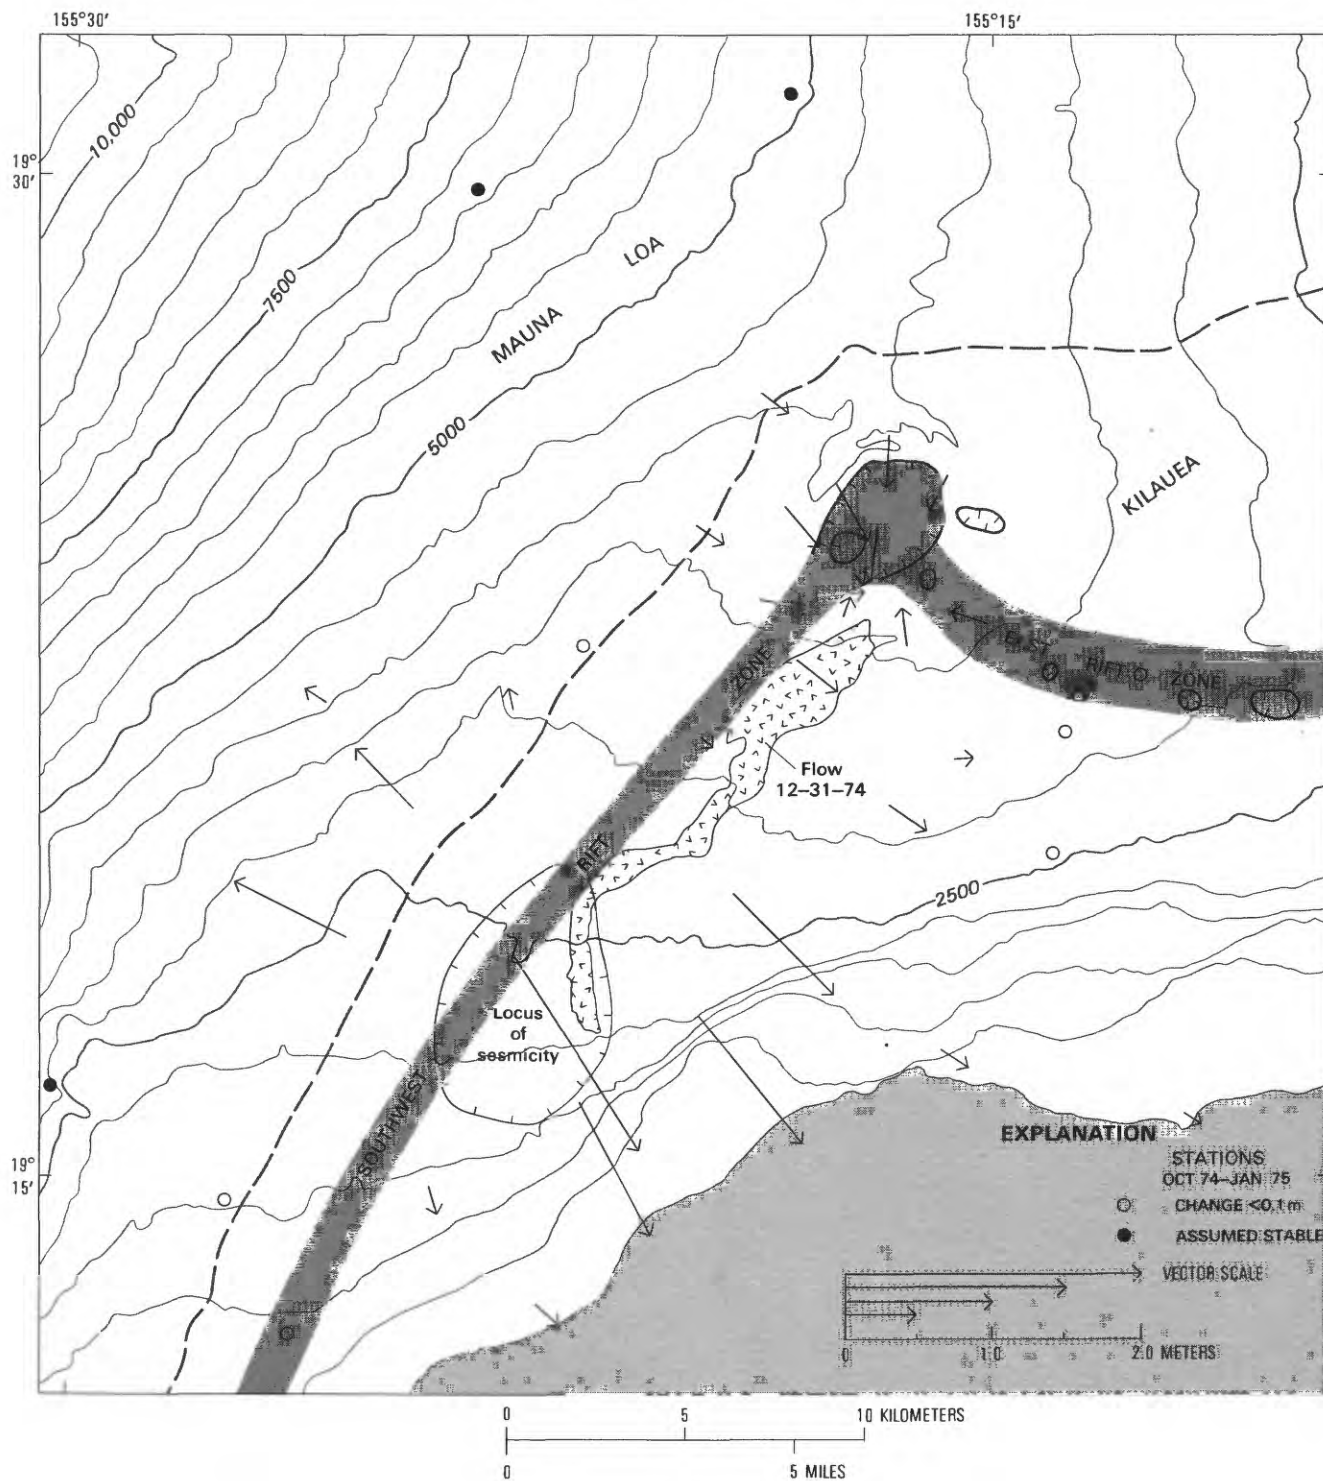 155°30′
155°15′
10,000
19°
30′
LOA
7500
MAUNA
5000
KILAUEA
ZONE
EAST
RIFT
ZONE
Flow
12–31–74
RIFT
2500
Locus
of
sesmicity
SOUTHWEST
EXPLANATION
STATIONS
OCT 74–JAN 75
19°
15′
CHANGE <0.1 m
ASSUMED STABLE
VECTOR SCALE
0
1.0
2.0 METERS
0
5
10 KILOMETERS
0
5 MILES